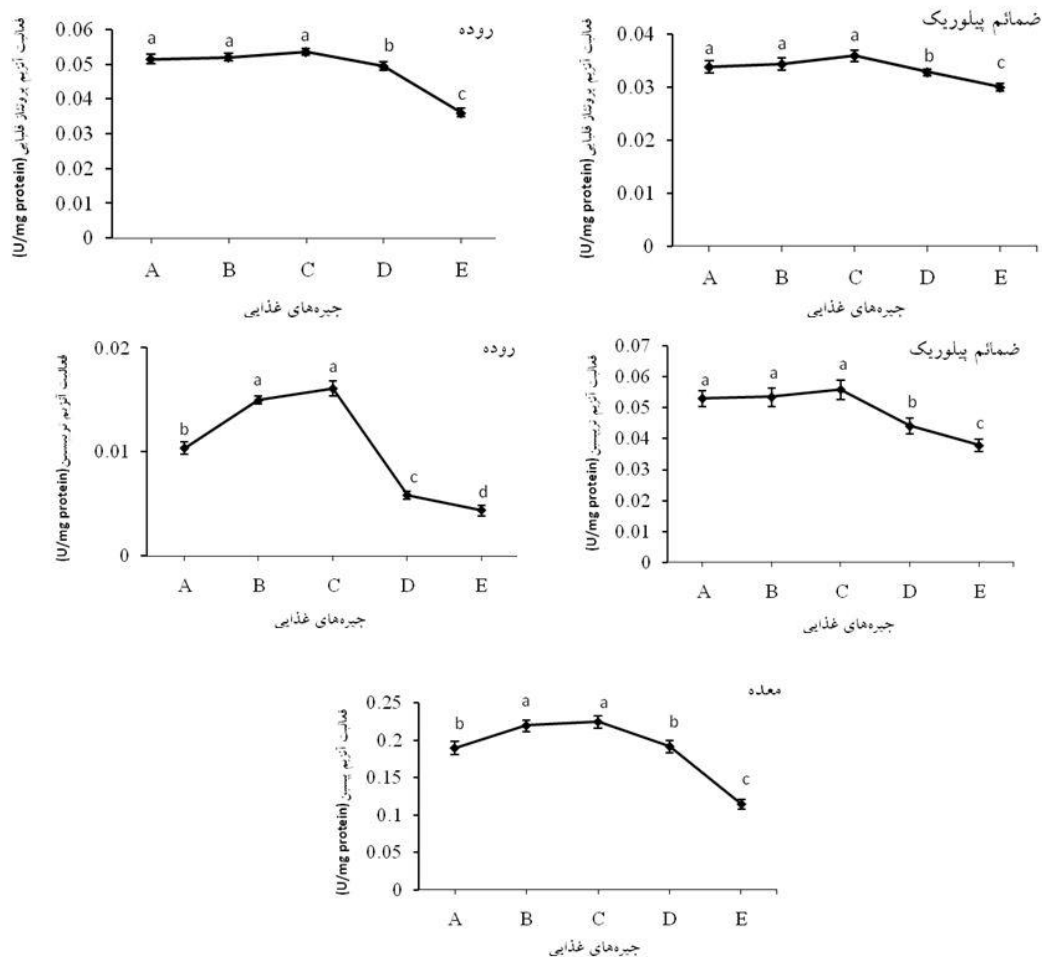 روده
فعالیت آنزیم پروتئاز قلیایی (U/mg protein)
0.06
0.05
0.04
0.03
0.02
0.01
0
a
a
a
b
c
A B C D E
جیره‌های غذایی
ضمائم پیلوریک
فعالیت آنزیم پروتئاز قلیایی (U/mg protein)
0.04
0.03
0.02
0.01
0
a
a
a
b
c
A B C D E
جیره‌های غذایی
روده
فعالیت آنزیم تریپسین (U/mg protein)
0.02
0.01
0
b
a
a
c
d
A B C D E
جیره‌های غذایی
ضمائم پیلوریک
فعالیت آنزیم تریپسین (U/mg protein)
0.07
0.06
0.05
0.04
0.03
0.02
0.01
0
a
a
a
b
c
A B C D E
جیره‌های غذایی
معده
فعالیت آنزیم پپسین (U/mg protein)
0.25
0.2
0.15
0.1
0.05
0
b
a
a
b
c
A B C D E
جیره‌های غذایی